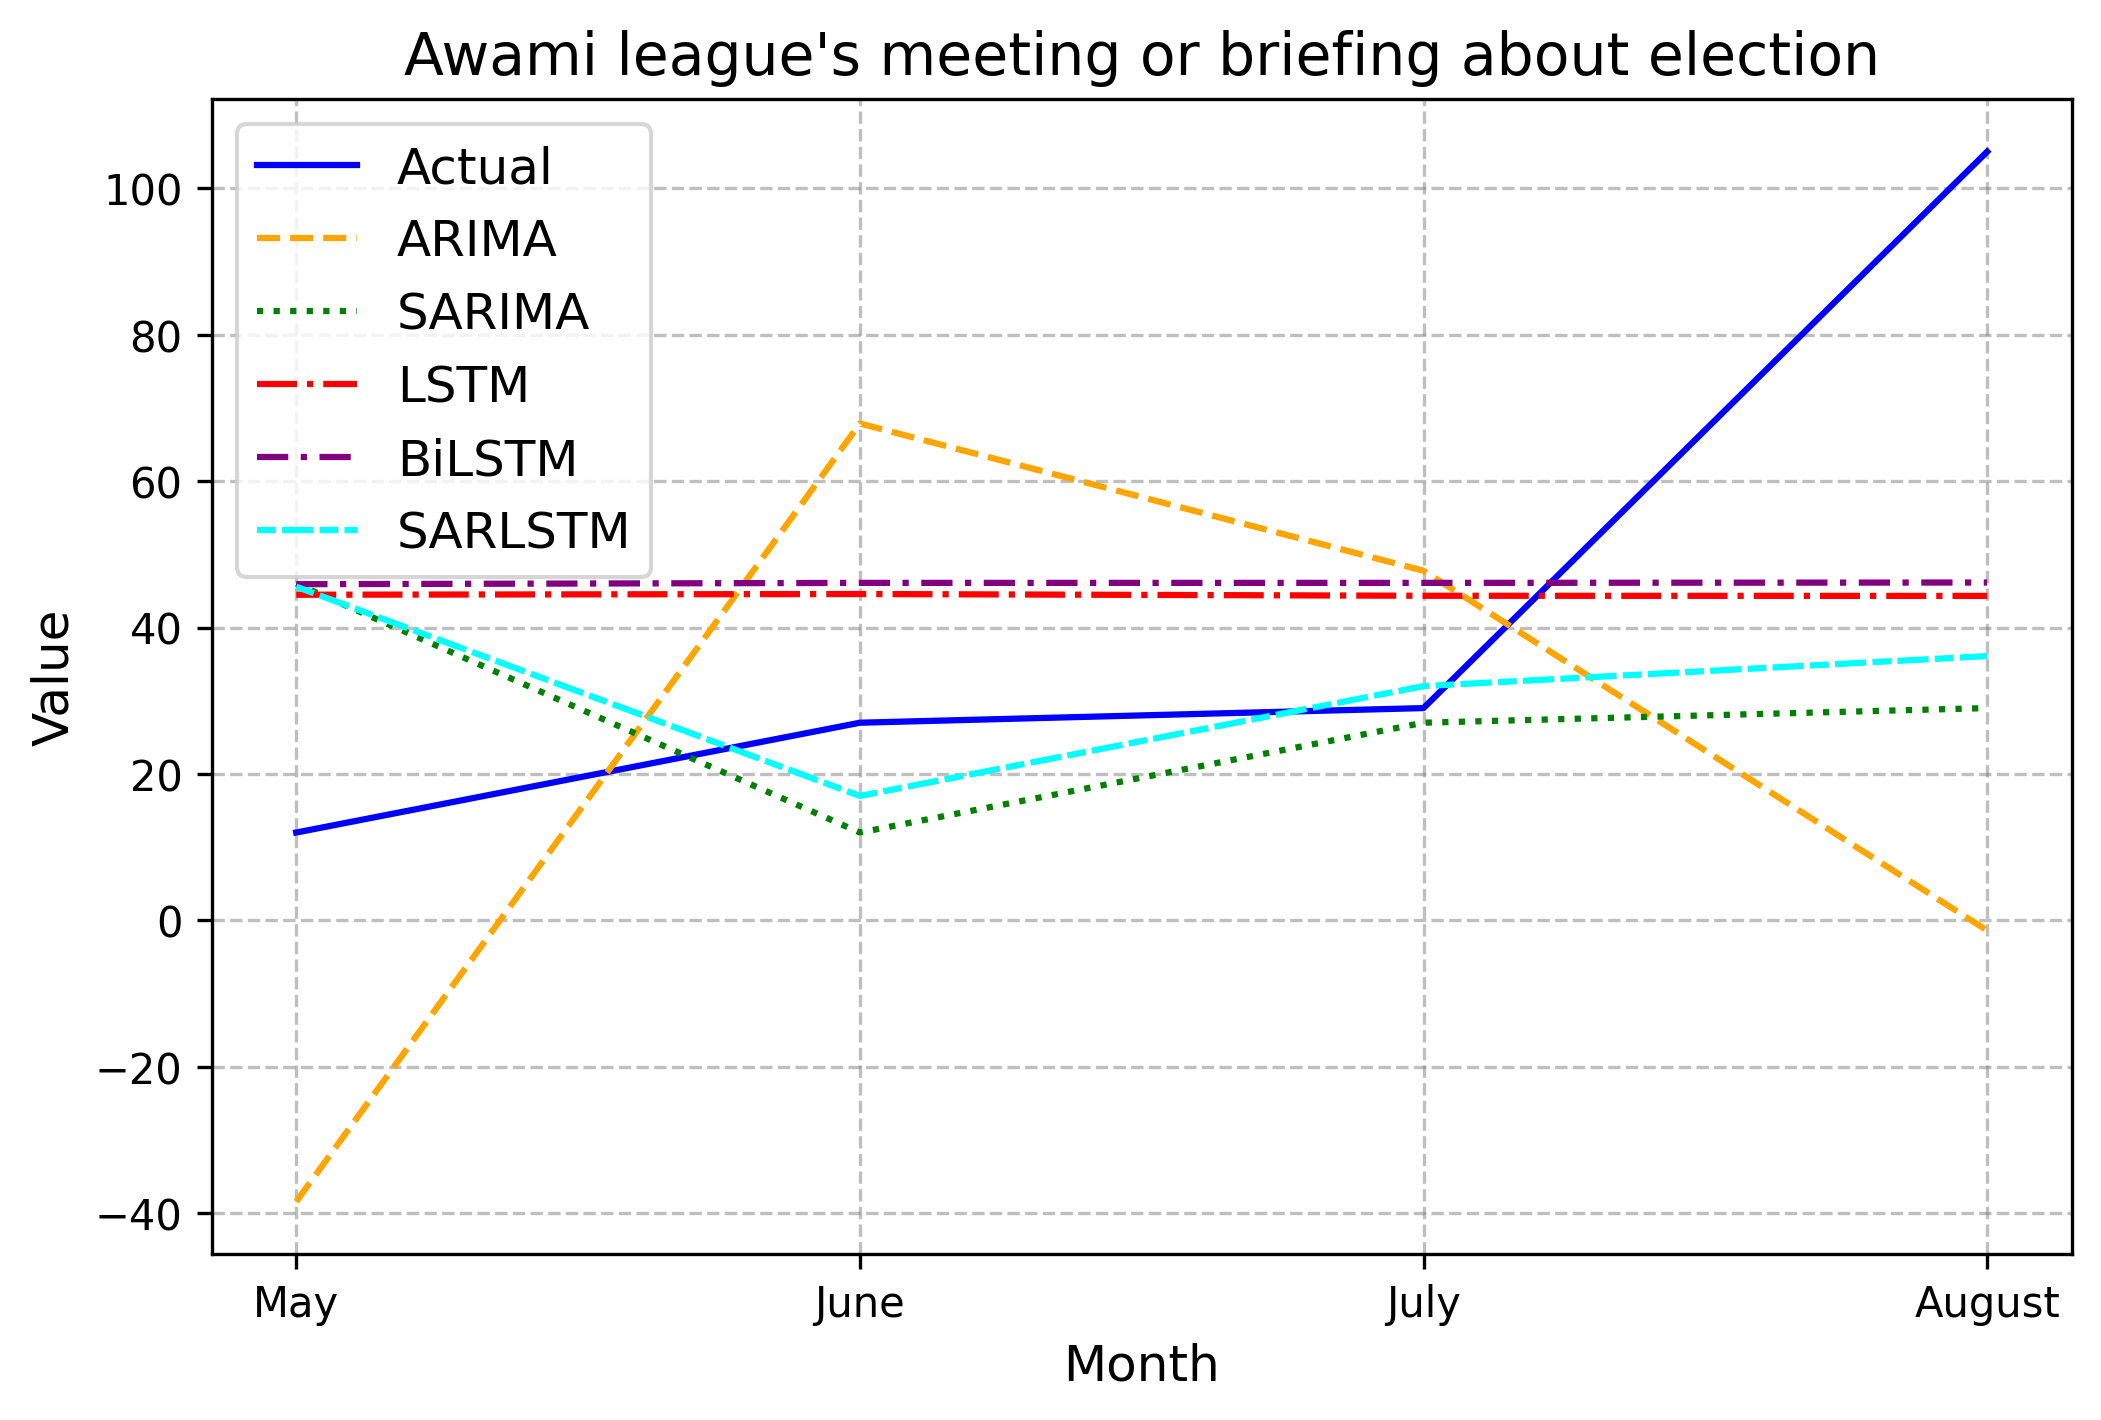 Awami league's meeting or briefing about election
Actual
ARIMA
SARIMA
LSTM
BiLSTM
SARLSTM
100
80
60
40
20
0
−20
−40
Value
May
June
July
August
Month